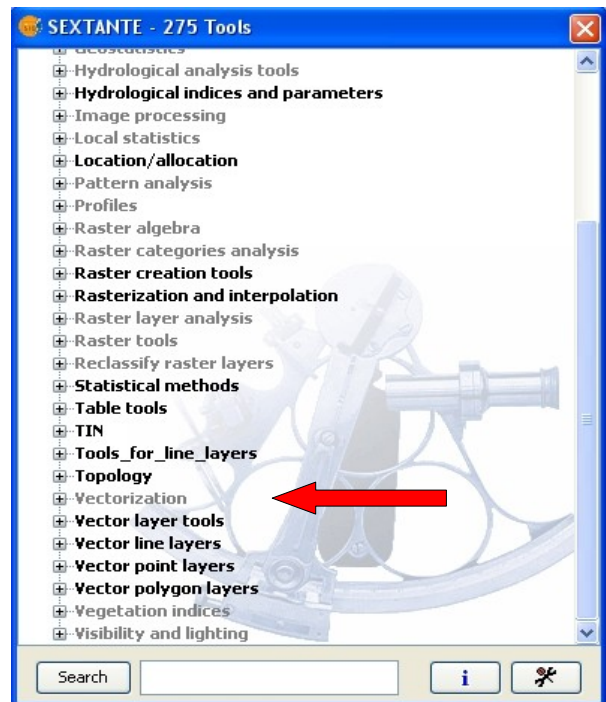 SEXTANTE - 275 Tools
Geostatistics
Hydrological analysis tools
Hydrological indices and parameters
Image processing
Local statistics
Location/allocation
Pattern analysis
Profiles
Raster algebra
Raster categories analysis
Raster creation tools
Rasterization and interpolation
Raster layer analysis
Raster tools
Reclassify raster layers
Statistical methods
Table tools
TIN
Tools_for_line_layers
Topology
Vectorization
Vector layer tools
Vector line layers
Vector point layers
Vector polygon layers
Vegetation indices
Visibility and lighting
Search i